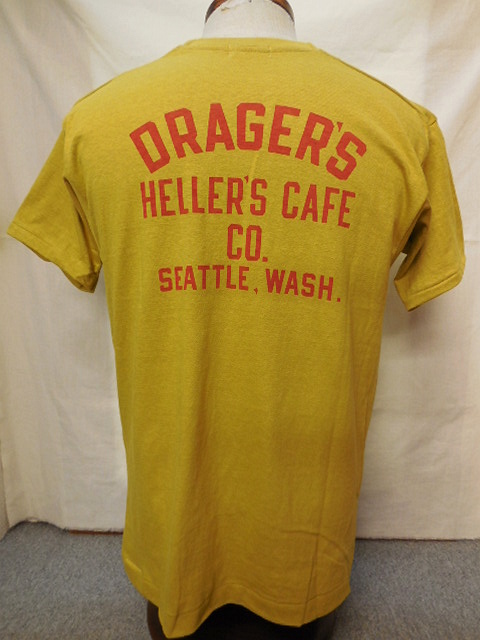 DRAGER'S
HELLER'S CAFE
CO.
SEATTLE, WASH.